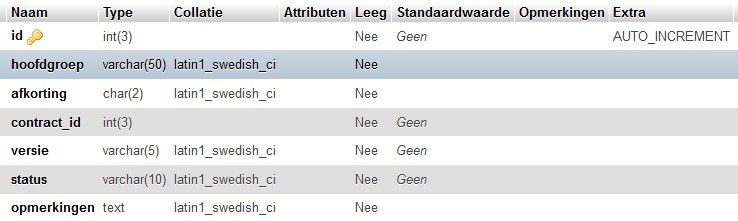 Naam Type Collatie Attributen Leeg Standaardwaarde Opmerkingen Extra
id int(3) Nee Geen AUTO_INCREMENT
hoofdgroep varchar(50) latin1_swedish_ci Nee
afkorting char(2) latin1_swedish_ci Nee
contract_id int(3) Nee Geen
versie varchar(5) latin1_swedish_ci Nee Geen
status varchar(10) latin1_swedish_ci Nee Geen
opmerkingen text latin1_swedish_ci Nee